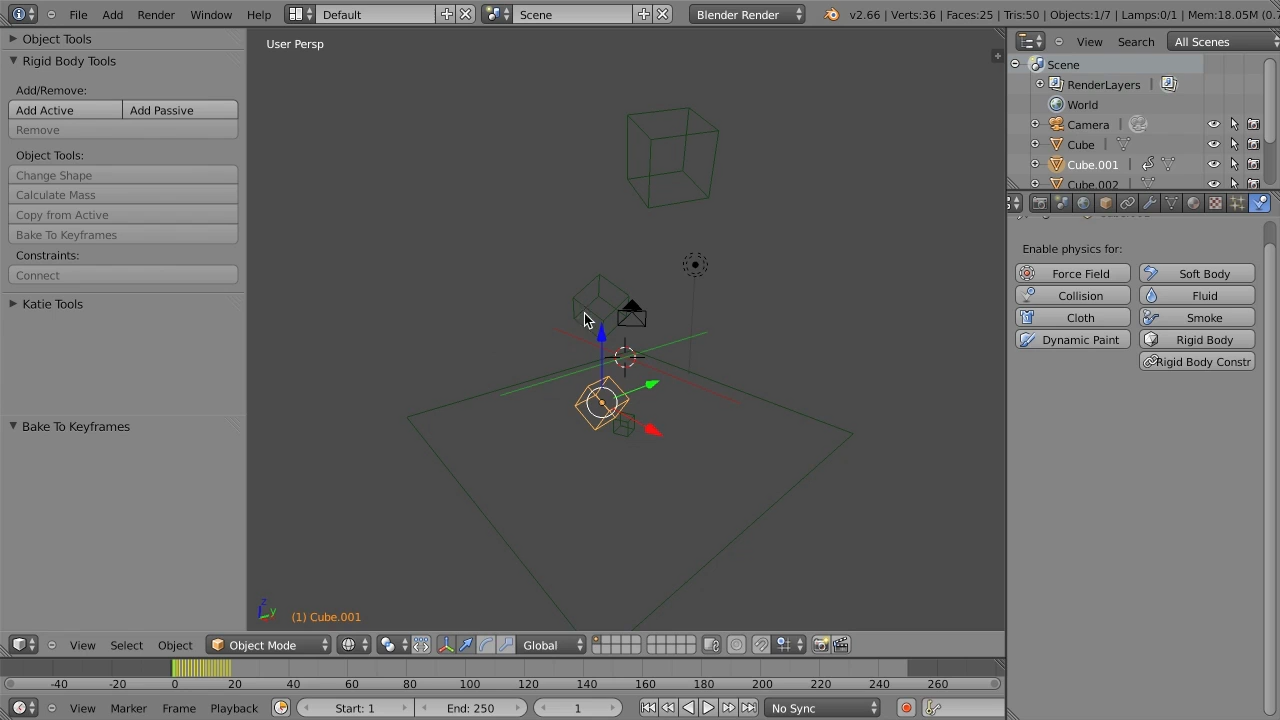 File Add Render Window Help Default Scene Blender Render v2.66 | Verts:36 | Faces:25 | Tris:50 | Objects:1/7 | Lamps:0/1 | Mem:18.05M (0.
Object Tools
Rigid Body Tools
Add/Remove:
Add Active Add Passive
Remove
Object Tools:
Change Shape
Calculate Mass
Copy from Active
Bake To Keyframes
Constraints:
Connect
Katie Tools
Bake To Keyframes
User Persp
(1) Cube.001
View Search All Scenes
Scene
RenderLayers
World
Camera
Cube
Cube.001
Cube.002
Enable physics for:
Force Field Soft Body
Collision Fluid
Cloth Smoke
Dynamic Paint Rigid Body
Rigid Body Constr
View Select Object Object Mode Global
-40 -20 0 20 40 60 80 100 120 140 160 180 200 220 240 260
View Marker Frame Playback Start: 1 End: 250 1 No Sync